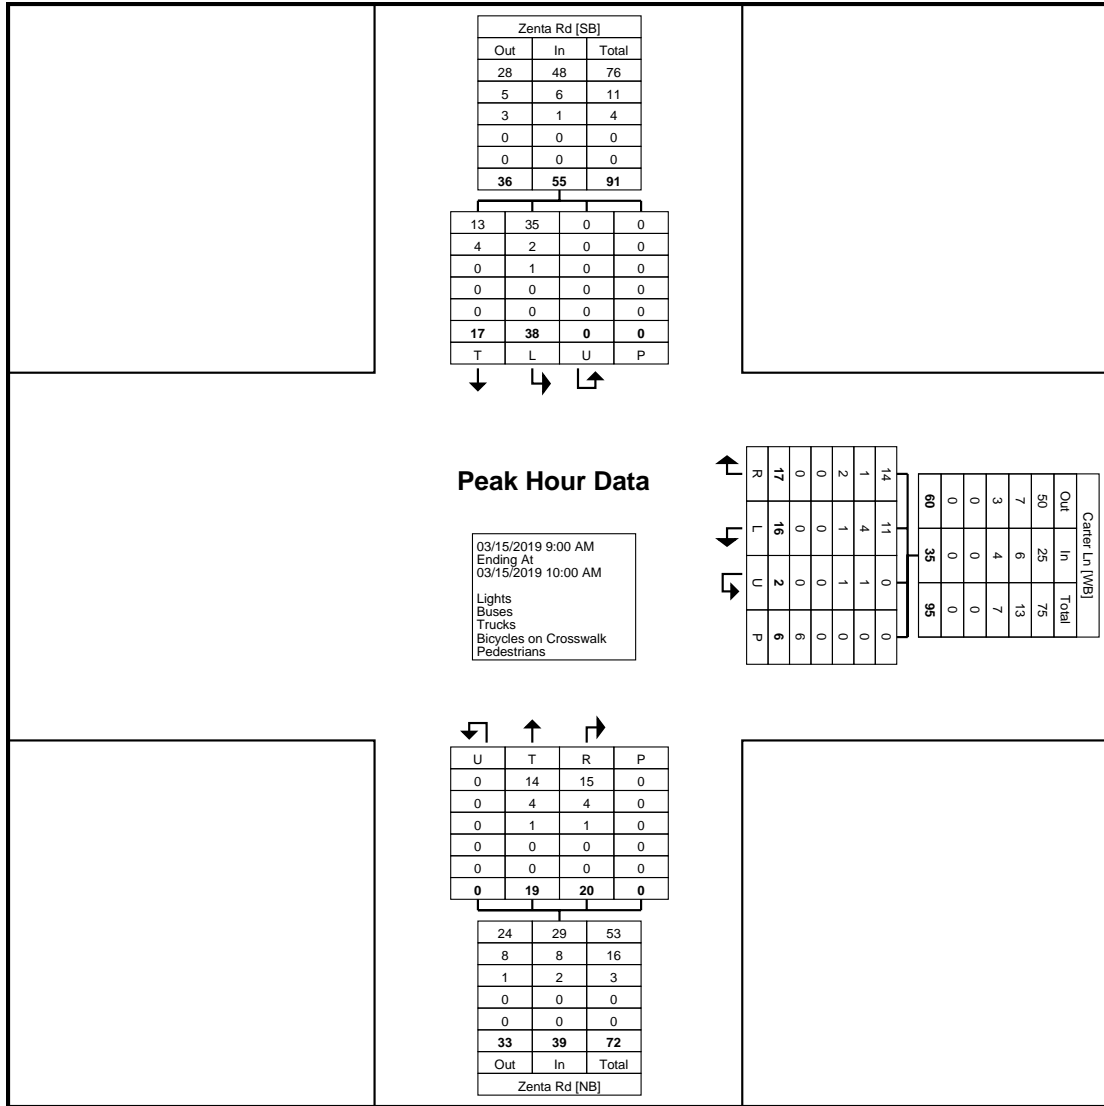 Zenta Rd [SB]
Out In Total
28 48 76
5 6 11
3 1 4
0 0 0
0 0 0
36 55 91
13 35 0 0
4 2 0 0
0 1 0 0
0 0 0 0
0 0 0 0
17 38 0 0
T L U P
Peak Hour Data
03/15/2019 9:00 AM
Ending At
03/15/2019 10:00 AM
Lights
Buses
Trucks
Bicycles on Crosswalk
Pedestrians
Carter Ln [WB]
Out In Total
50 25 75
7 6 13
3 4 7
0 0 0
0 0 0
60 35 95
14 11 0 0
1 4 1 0
2 1 1 0
0 0 0 0
0 0 0 6
17 16 2 6
R L U P
U T R P
0 14 15 0
0 4 4 0
0 1 1 0
0 0 0 0
0 0 0 0
0 19 20 0
24 29 53
8 8 16
1 2 3
0 0 0
0 0 0
33 39 72
Out In Total
Zenta Rd [NB]